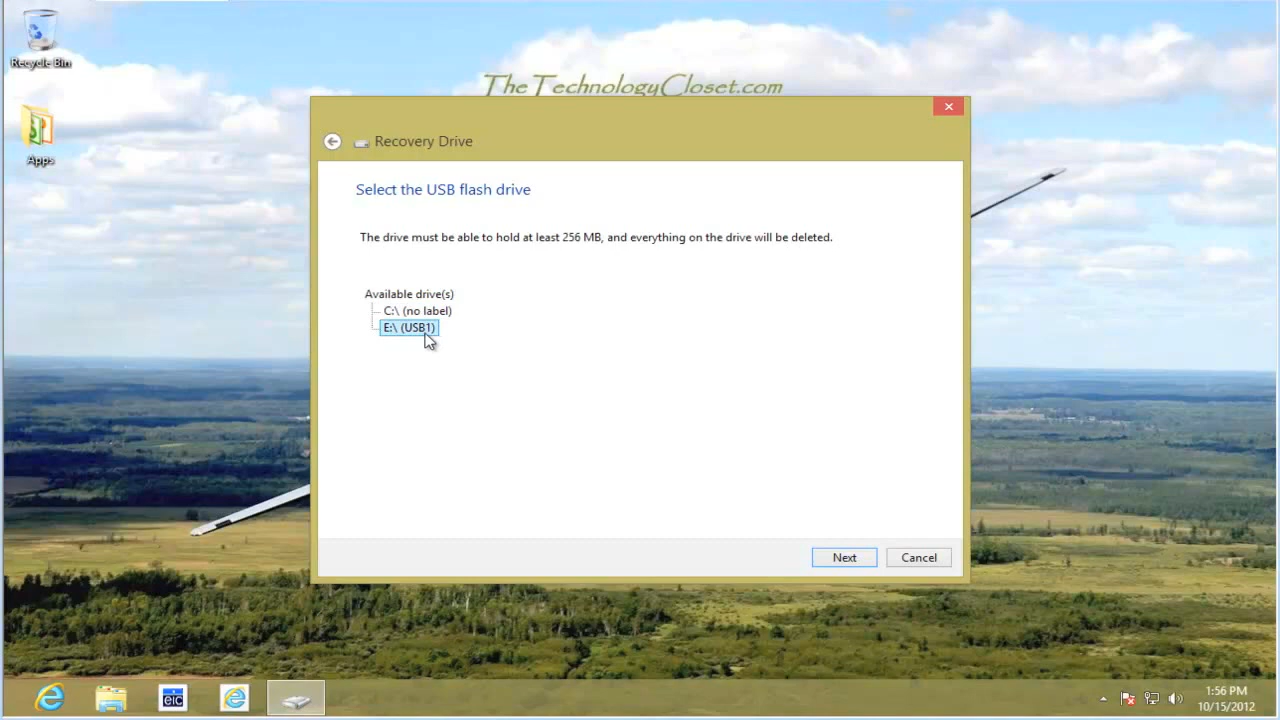 Recycle Bin
Apps
TheTechnologyCloset.com
Recovery Drive
Select the USB flash drive
The drive must be able to hold at least 256 MB, and everything on the drive will be deleted.
Available drive(s)
C:\ (no label)
E:\ (USB1)
Next
Cancel
eic
1:56 PM
10/15/2012